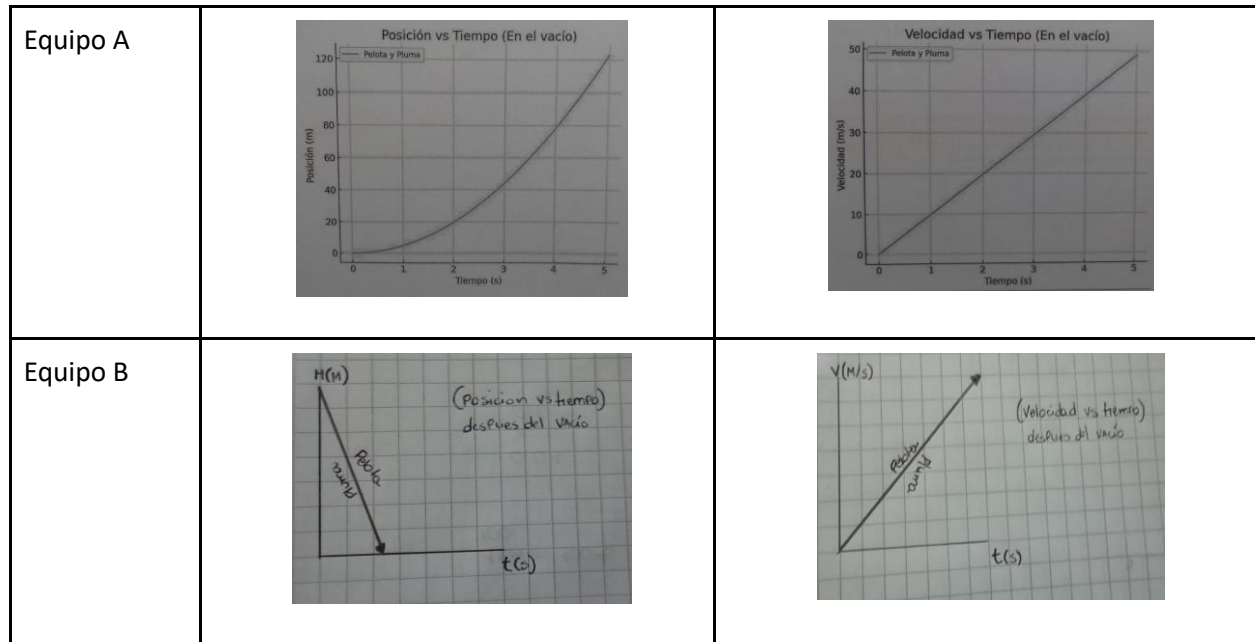 Equipo A
Posición vs Tiempo (En el vacío)
Pelota y Pluma
Posición (m)
120
100
80
60
40
20
0
0 1 2 3 4 5
Tiempo (s)
Velocidad vs Tiempo (En el vacío)
Pelota y Pluma
Velocidad (m/s)
50
40
30
20
10
0
0 1 2 3 4 5
Tiempo (s)
Equipo B
H(M)
(Posicion vs tiempo)
despues del vacío
Pelota
Pluma
t(s)
V(M/s)
(Velocidad vs tiempo)
despues del vacío
Pelota
Pluma
t(s)